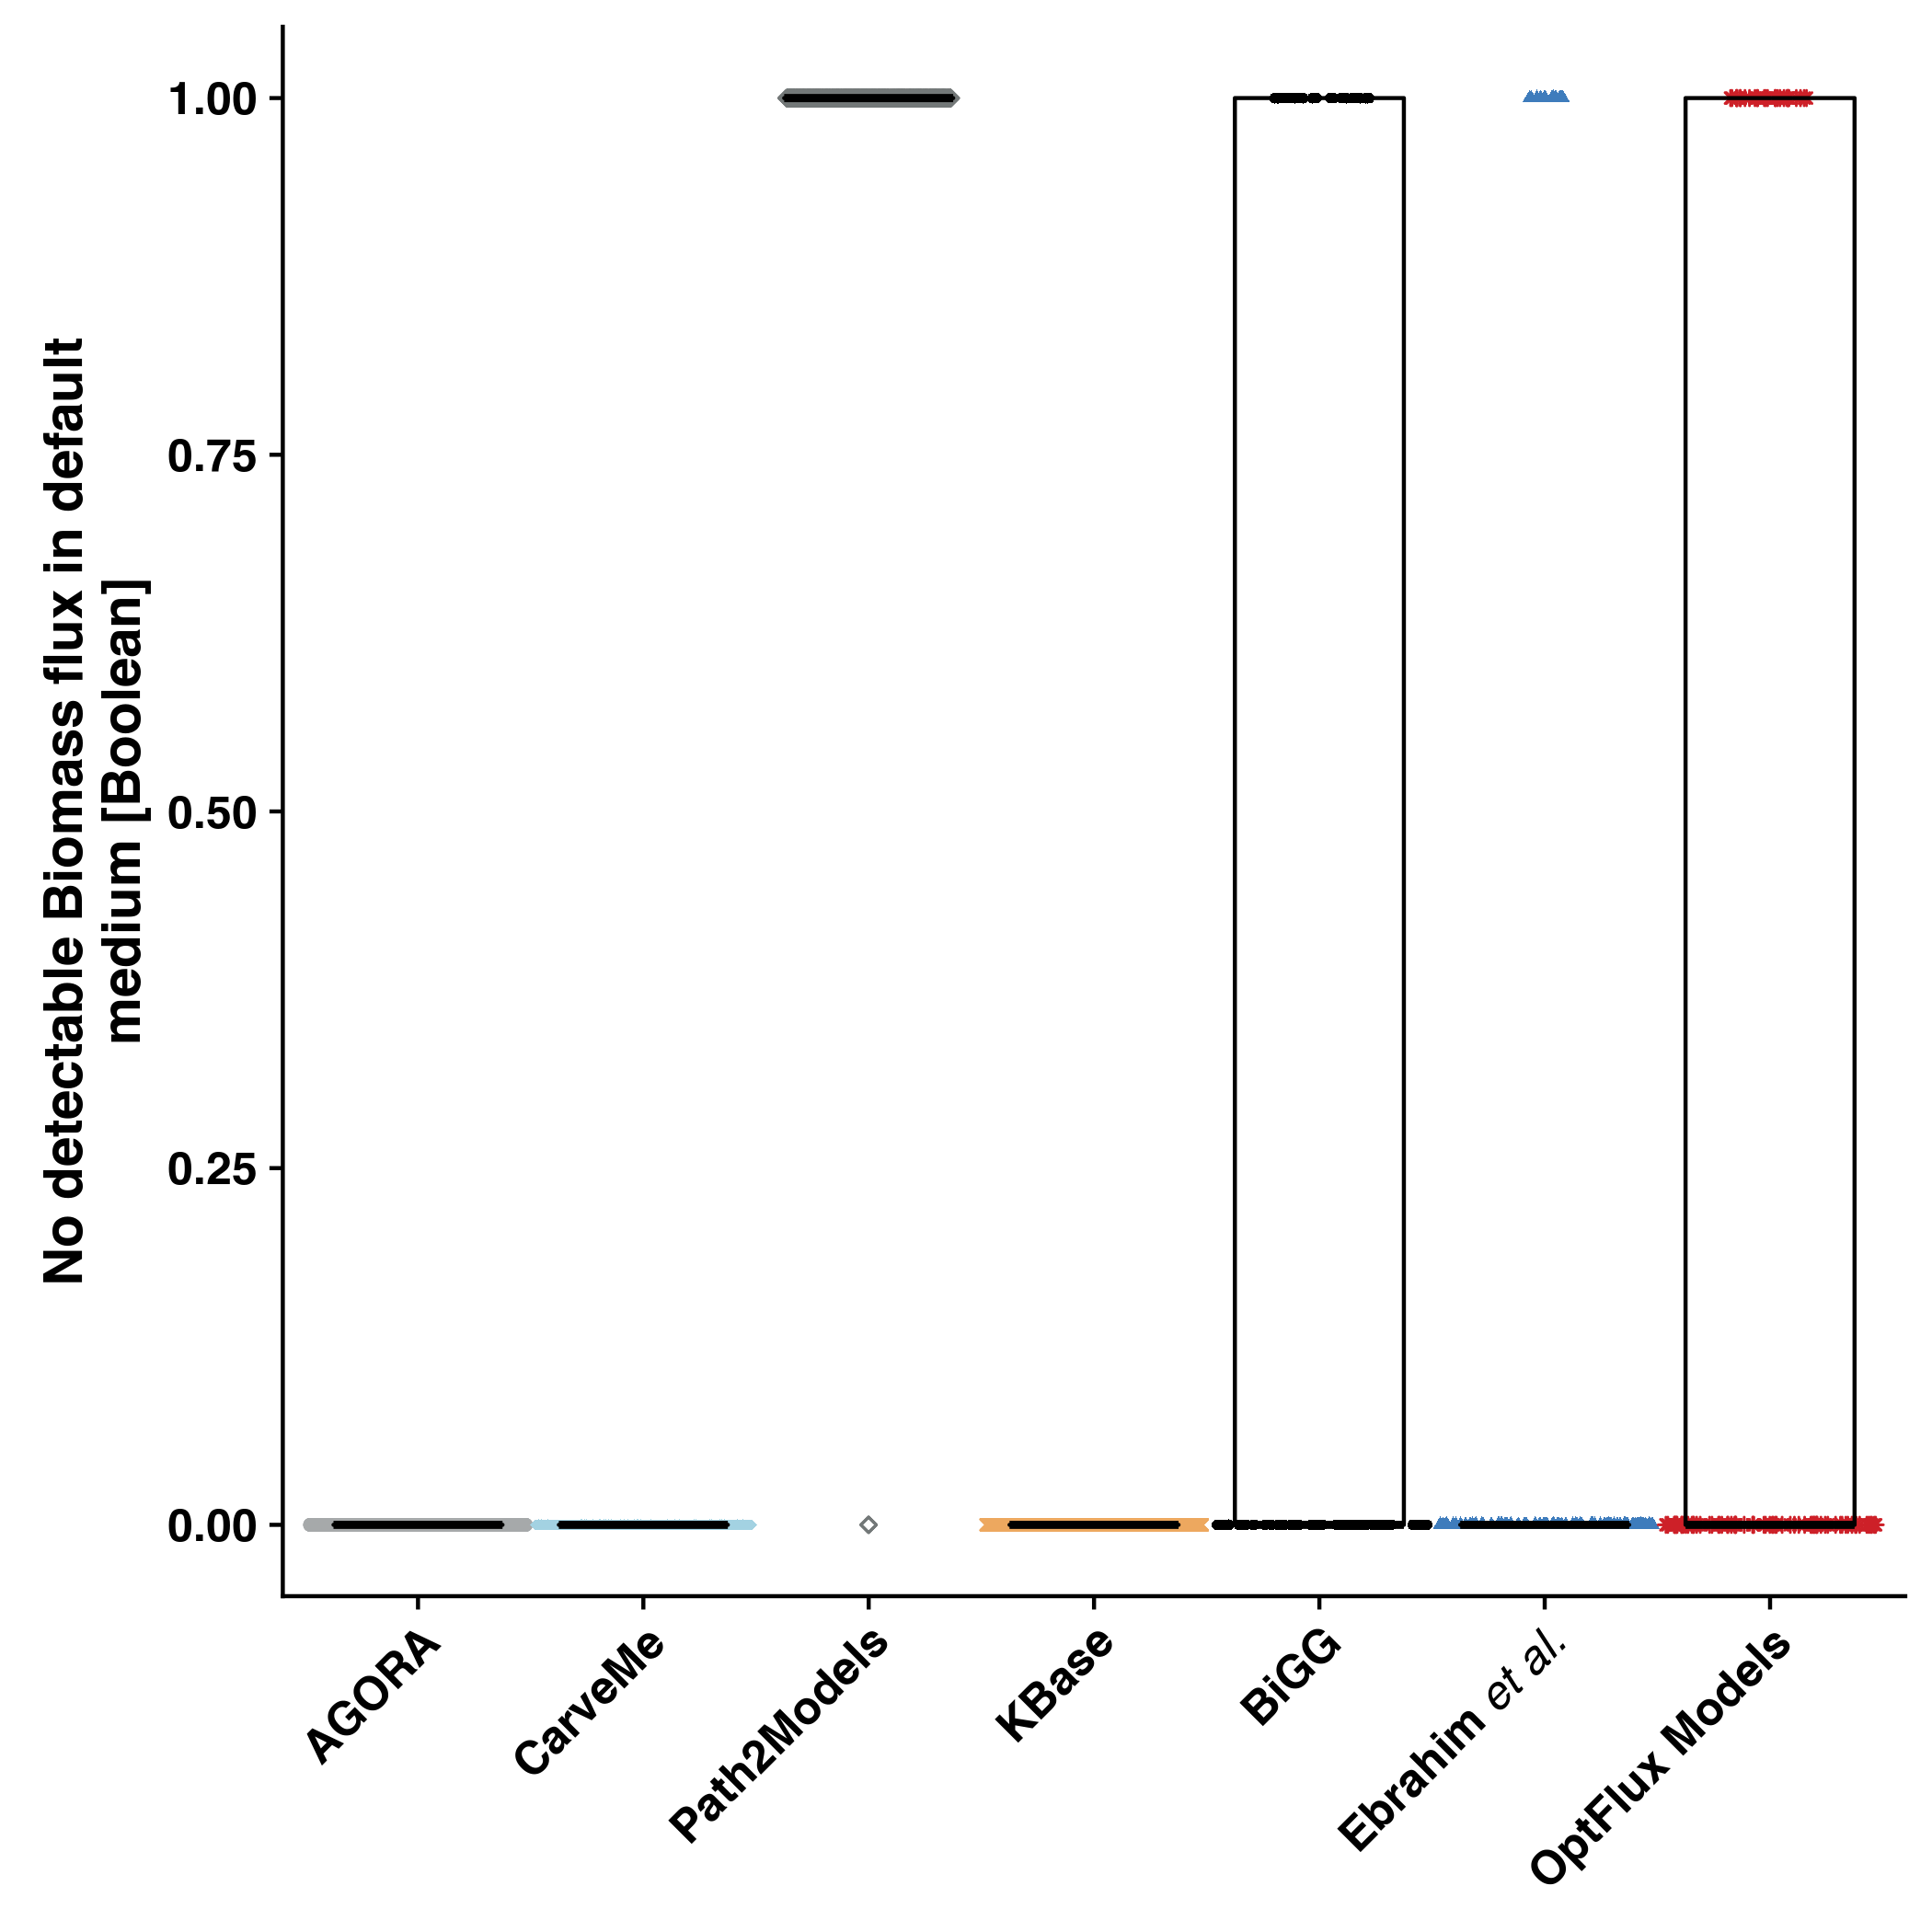 No detectable Biomass flux in default
medium [Boolean]
1.00
0.75
0.50
0.25
0.00
AGORA
CarveMe
Path2Models
KBase
BiGG
Ebrahim et al.
OptFlux Models